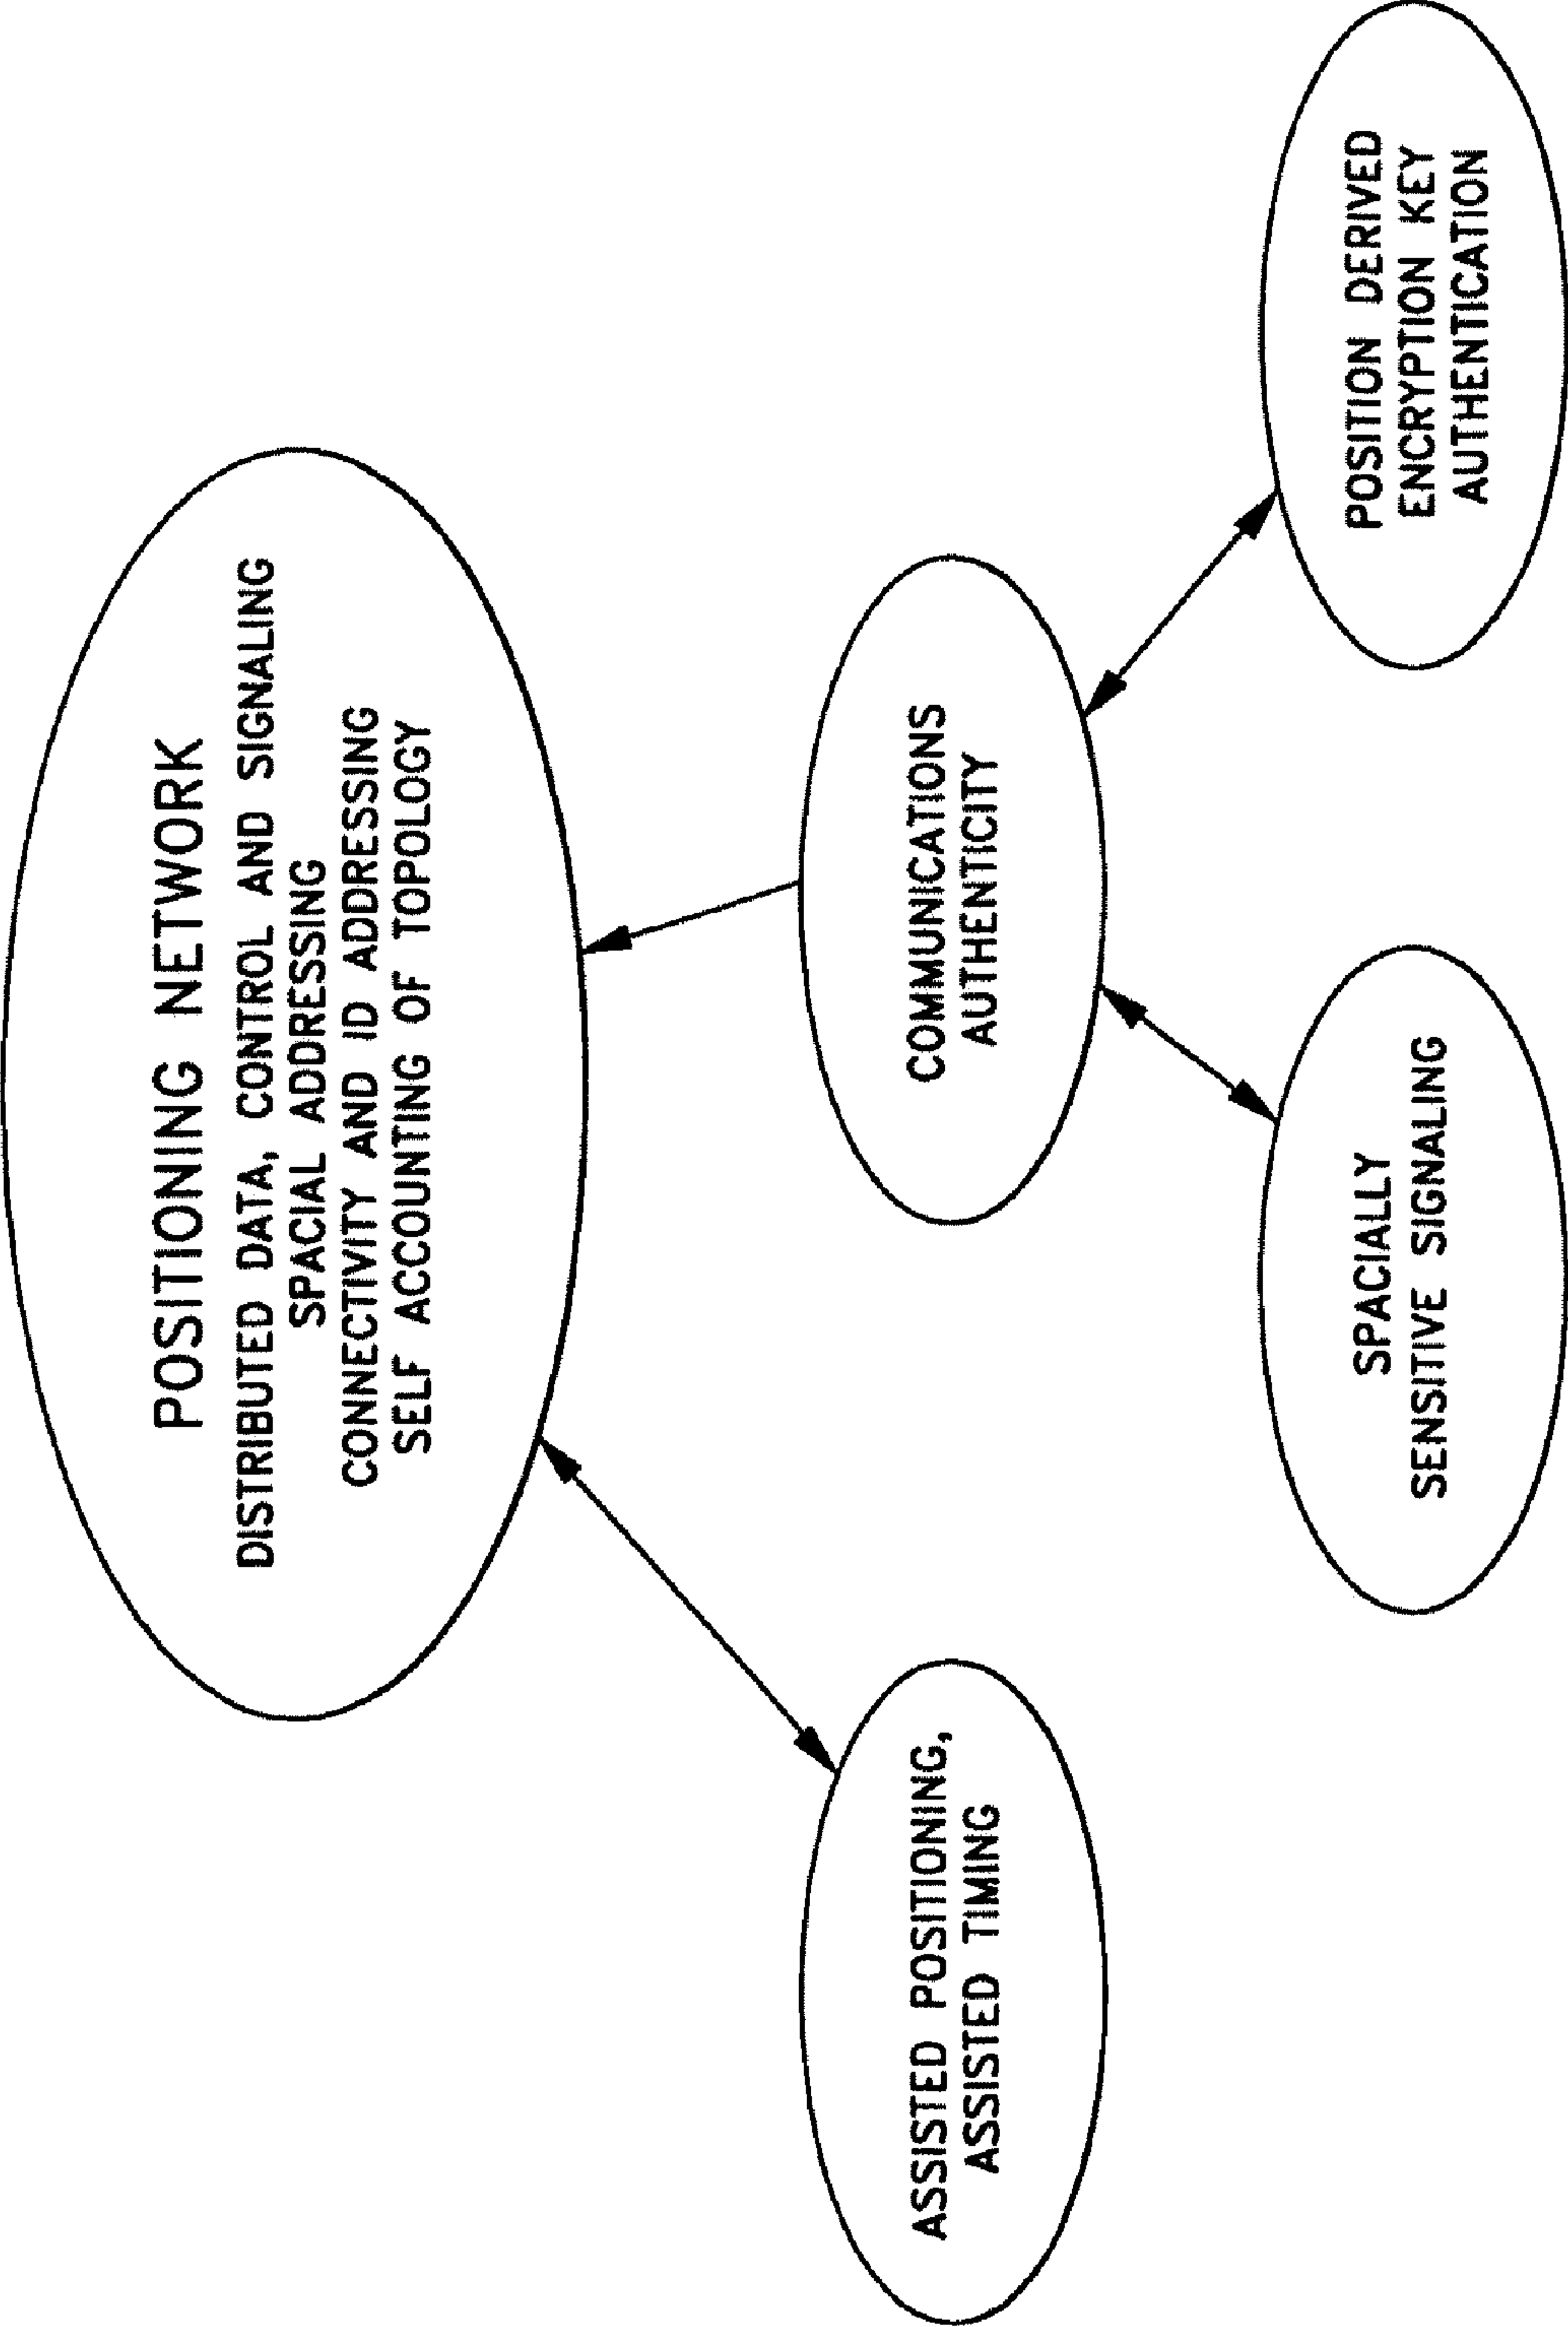 POSITIONING NETWORK
DISTRIBUTED DATA, CONTROL AND SIGNALING
SPACIAL ADDRESSING
CONNECTIVITY AND ID ADDRESSING
SELF ACCOUNTING OF TOPOLOGY
ASSISTED POSITIONING,
ASSISTED TIMING
COMMUNICATIONS
AUTHENTICITY
SPACIALLY
SENSITIVE SIGNALING
POSITION DERIVED
ENCRYPTION KEY
AUTHENTICATION